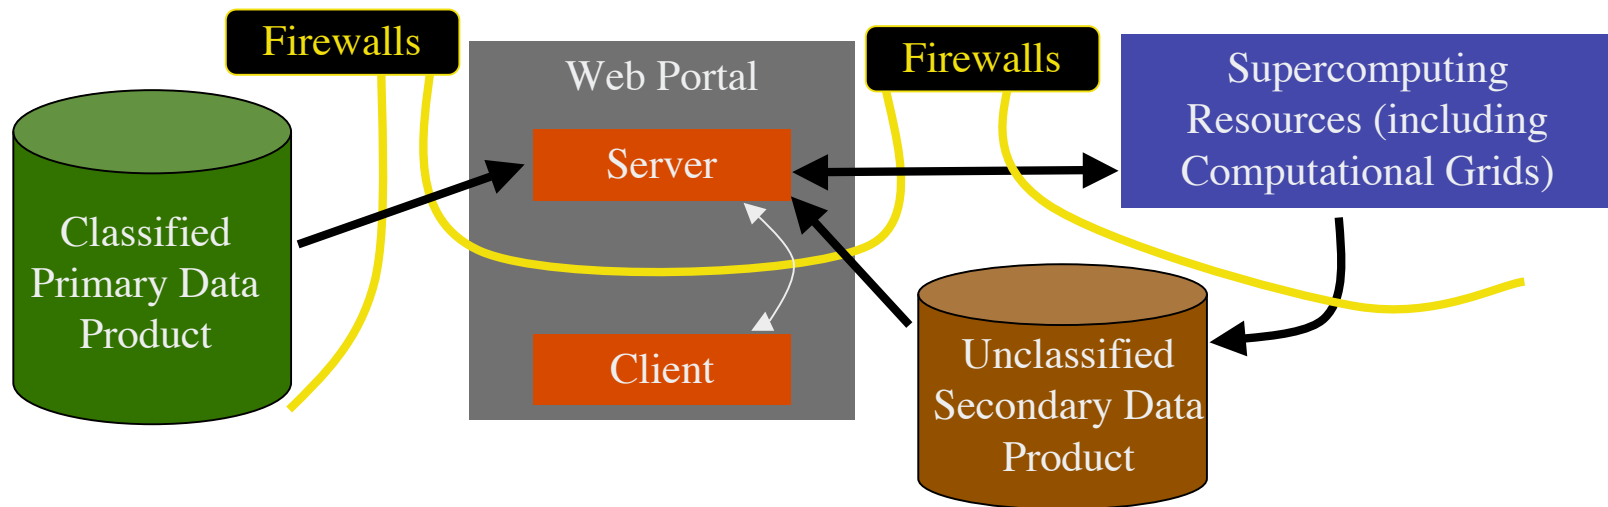 Firewalls
Web Portal
Firewalls
Supercomputing
Resources (including
Computational Grids)
Server
Classified
Primary Data
Product
Client
Unclassified
Secondary Data
Product